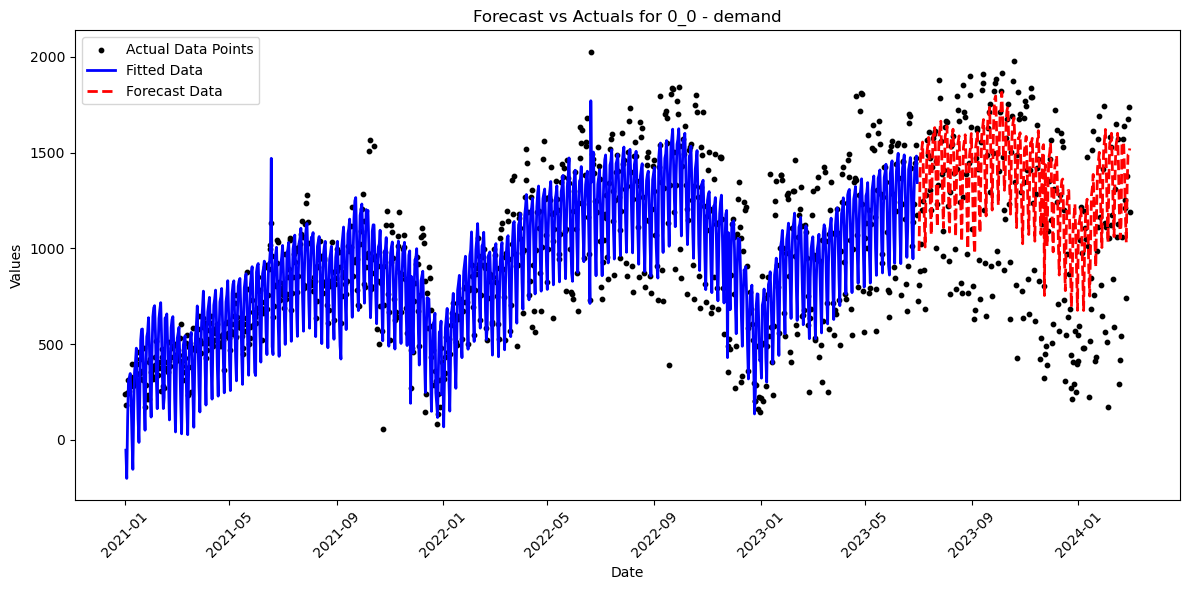 Forecast vs Actuals for 0_0 - demand
Actual Data Points
Fitted Data
Forecast Data
Values
2000
1500
1000
500
0
2021-01
2021-05
2021-09
2022-01
2022-05
2022-09
2023-01
2023-05
2023-09
2024-01
Date